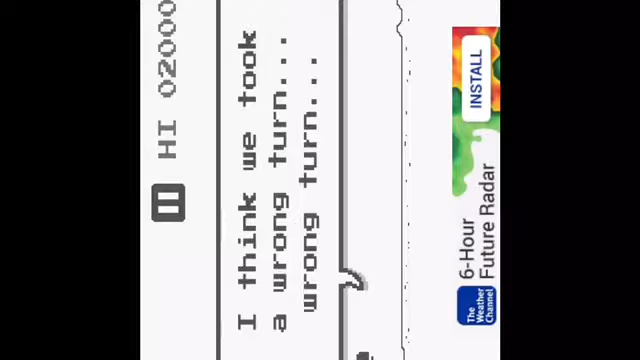 HI 02000
I think we took
a wrong turn...
wrong turn...
The
Weather
Channel
6-Hour
Future Radar
INSTALL